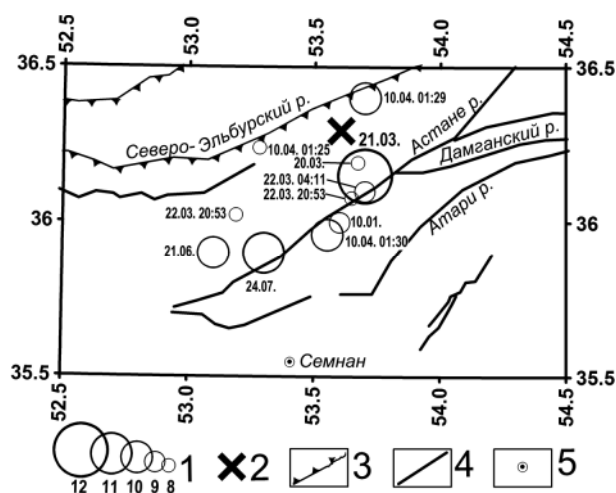 52.5 53.0 53.5 54.0 54.5
36.5 36.5
10.04. 01:29
Северо- Эльбурский р.
10.04. 01:25
21.03.
Астане р.
20.03.
Дамганский р.
22.03. 04:11
22.03. 20:53
Атари р.
36 36
22.03. 20:53
10.01.
10.04. 01:30
21.06.
24.07.
Семнан
35.5 35.5
52.5 53.0 53.5 54.0 54.5
1 2 3 4 5
12 11 10 9 8